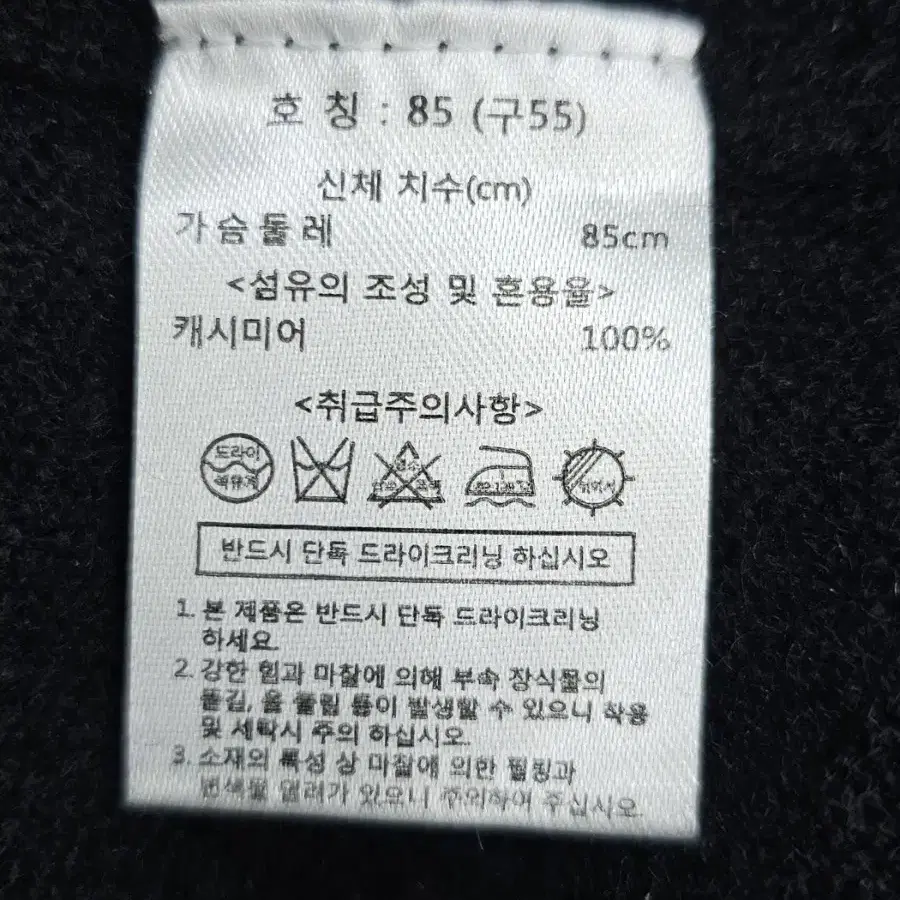 호 칭 : 85 (구55)
신체 치수(cm)
가 슴 둘 레 85cm
<섬유의 조성 및 혼용율>
캐시미어 100%
<취급주의사항>
드라이
석유계
반드시 단독 드라이크리닝 하십시오
1. 본 제품은 반드시 단독 드라이크리닝
하세요.
2. 강한 힘과 마찰에 의해 부속 장식물의
뜯김, 올 풀림 등이 발생할 수 있으니 착용
및 세탁시 주의 하십시오.
3. 소재의 특성 상 마찰에 의한 필링과
변색될 염려가 있으니 주의하여 주십시오.